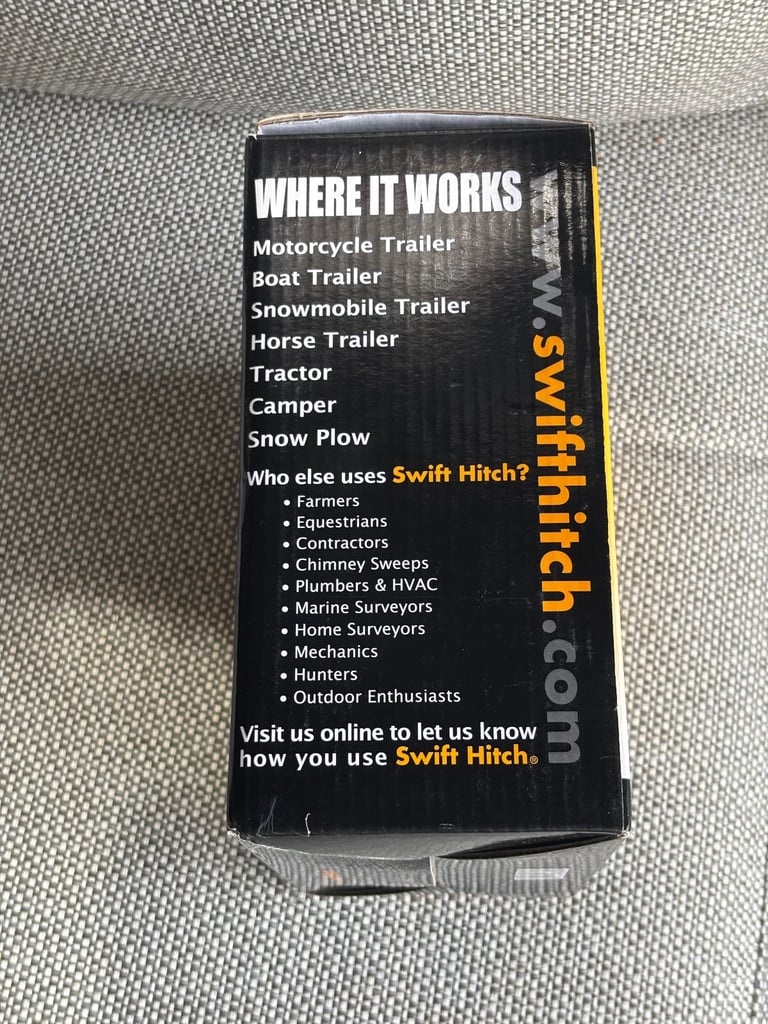 WHERE IT WORKS
Motorcycle Trailer
Boat Trailer
Snowmobile Trailer
Horse Trailer
Tractor
Camper
Snow Plow
Who else uses Swift Hitch?
• Farmers
• Equestrians
• Contractors
• Chimney Sweeps
• Plumbers & HVAC
• Marine Surveyors
• Home Surveyors
• Mechanics
• Hunters
• Outdoor Enthusiasts
Visit us online to let us know
how you use Swift Hitch®
www.swifthitch.com